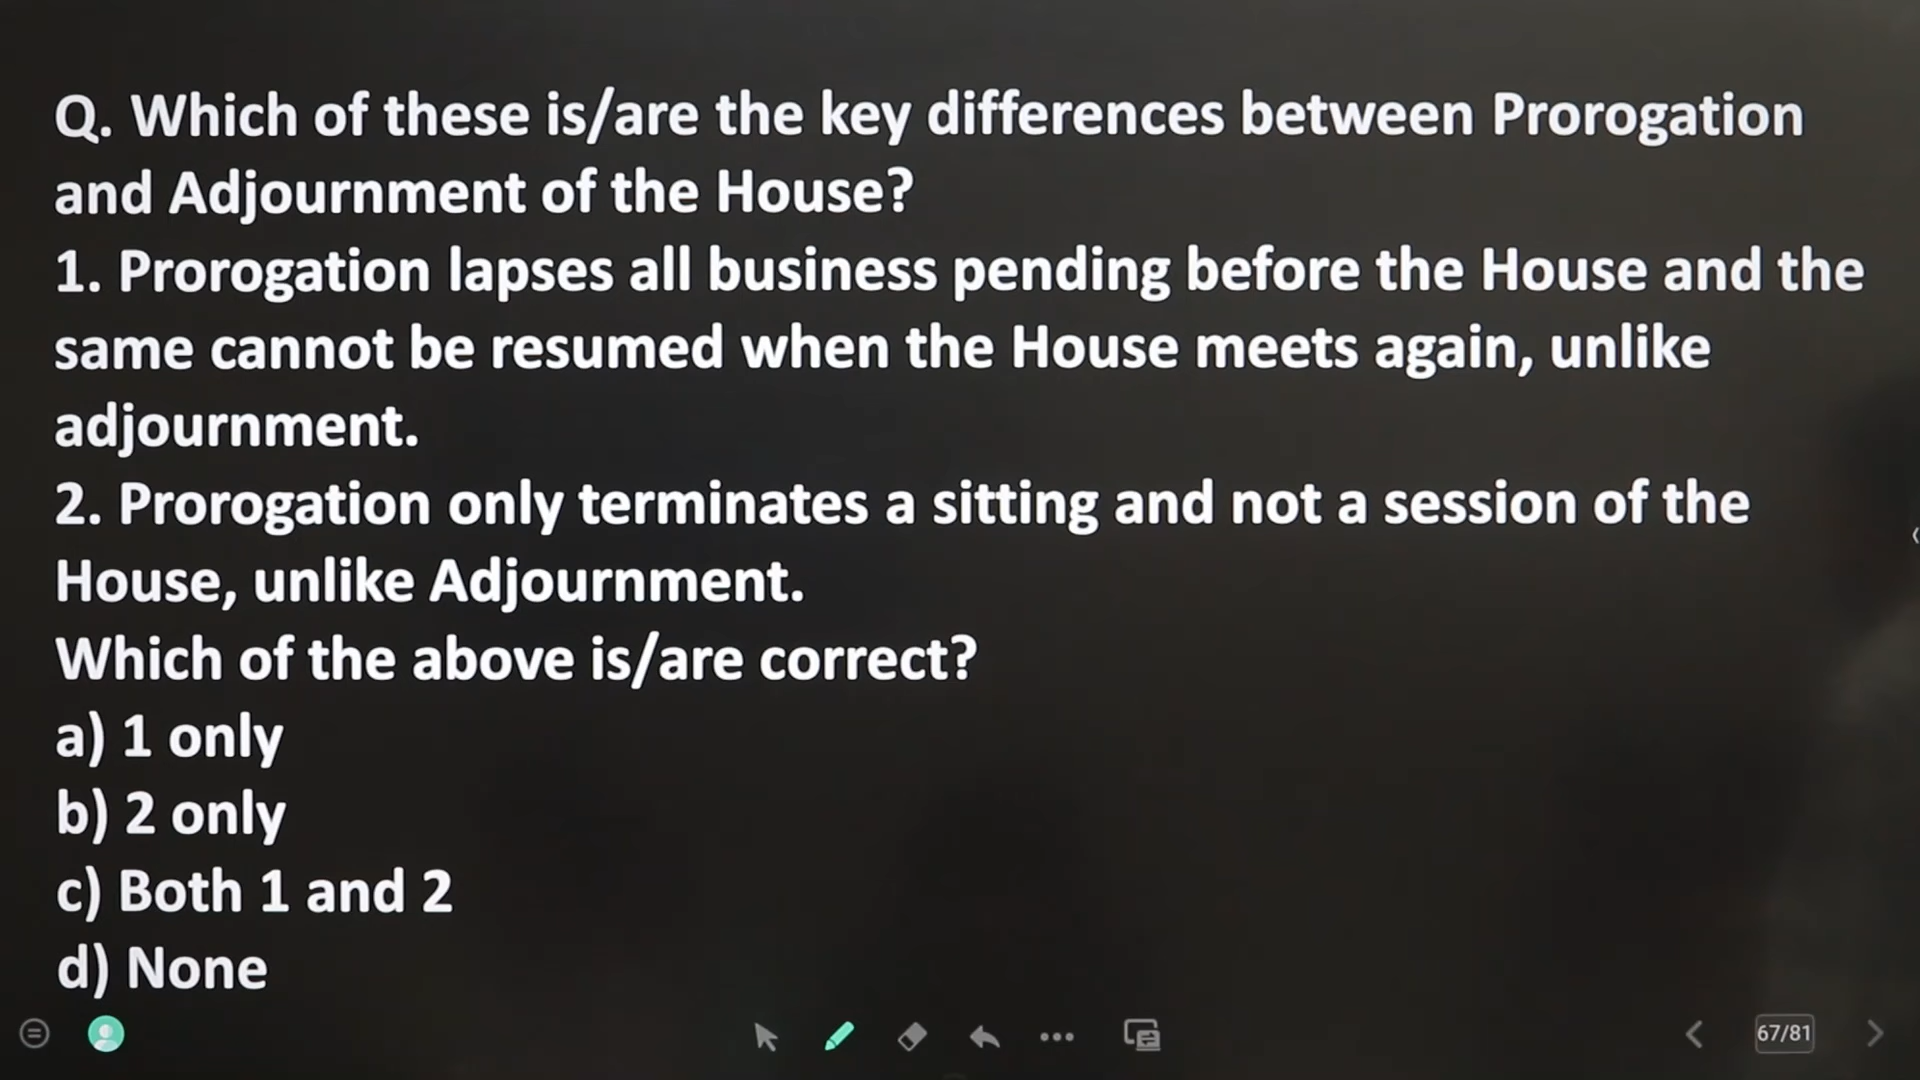 Q. Which of these is/are the key differences between Prorogation
and Adjournment of the House?
1. Prorogation lapses all business pending before the House and the
same cannot be resumed when the House meets again, unlike
adjournment.
2. Prorogation only terminates a sitting and not a session of the
House, unlike Adjournment.
Which of the above is/are correct?
a) 1 only
b) 2 only
c) Both 1 and 2
d) None
67/81